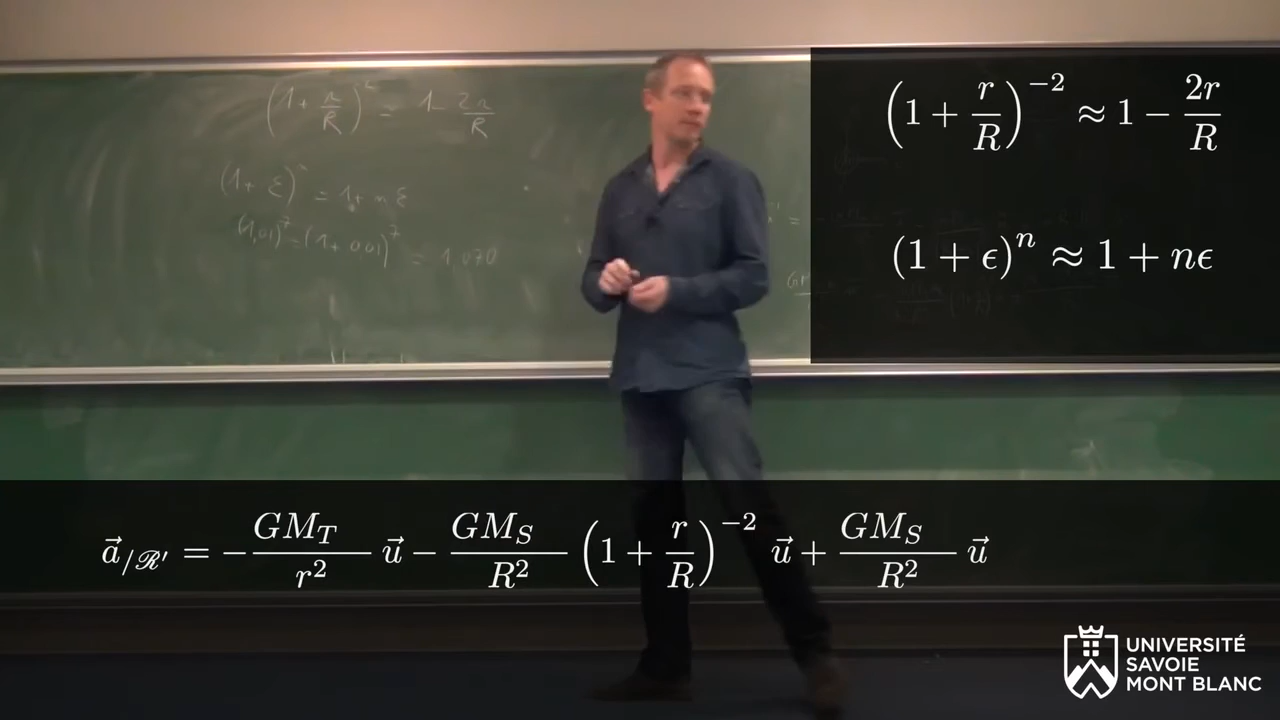 (1 + r/R)^-2 ≈ 1 - 2r/R
(1 + r/R)^-2 ≈ 1 - 2r/R
(1 + ε)^n = 1 + nε
(1 + ϵ)^n ≈ 1 + nϵ
(1,01)^7 = (1 + 0,01)^7 = 1,070
a⃗_/ℛ' = - GM_T/r² u⃗ - GM_S/R² (1 + r/R)^-2 u⃗ + GM_S/R² u⃗
UNIVERSITÉ
SAVOIE
MONT BLANC